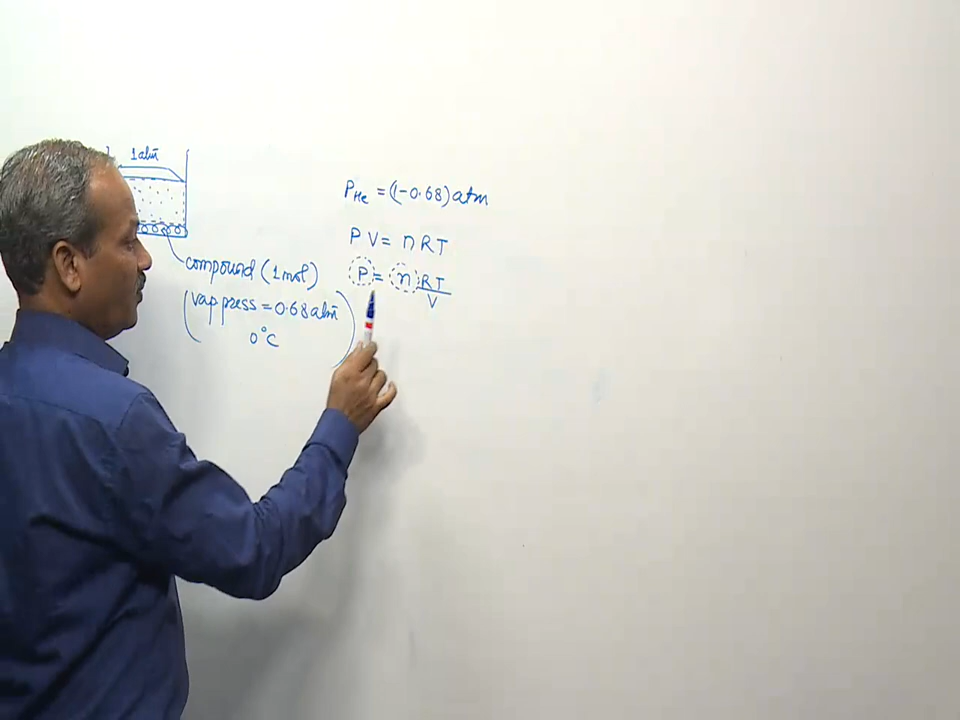 1 atm
compound (1 mol)
(vap press = 0.68 atm
0°C)
P_He = (1-0.68) atm
PV = nRT
P = n RT/V